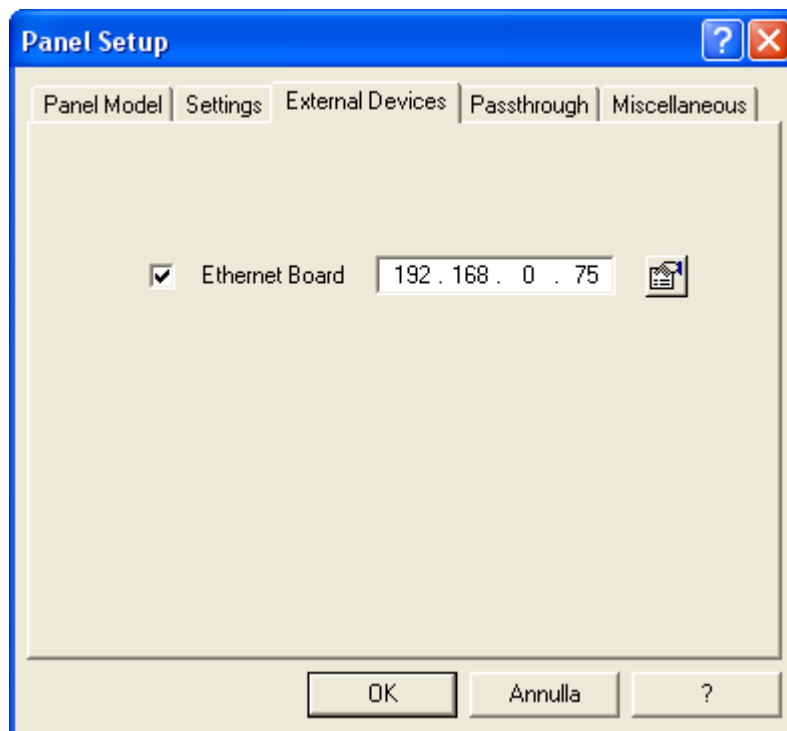 Panel Setup ?
Panel Model Settings External Devices Passthrough Miscellaneous
Ethernet Board 192 . 168 . 0 . 75
OK Annulla ?